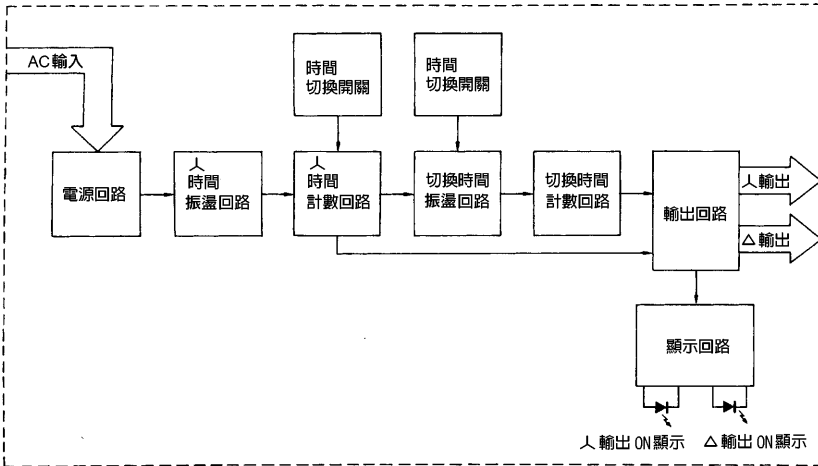 AC輸入
時間
切換開關
時間
切換開關
電源回路
人
時間
振盪回路
人
時間
計數回路
切換時間
振盪回路
切換時間
計數回路
輸出回路
人輸出
△輸出
顯示回路
人輸出ON顯示
△輸出ON顯示